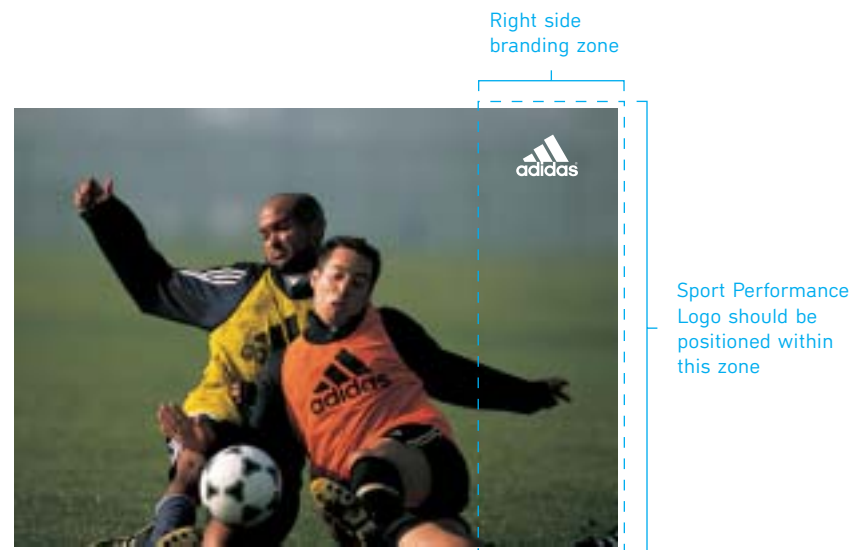 Right side
branding zone
adidas
Sport Performance
Logo should be
positioned within
this zone
adidas